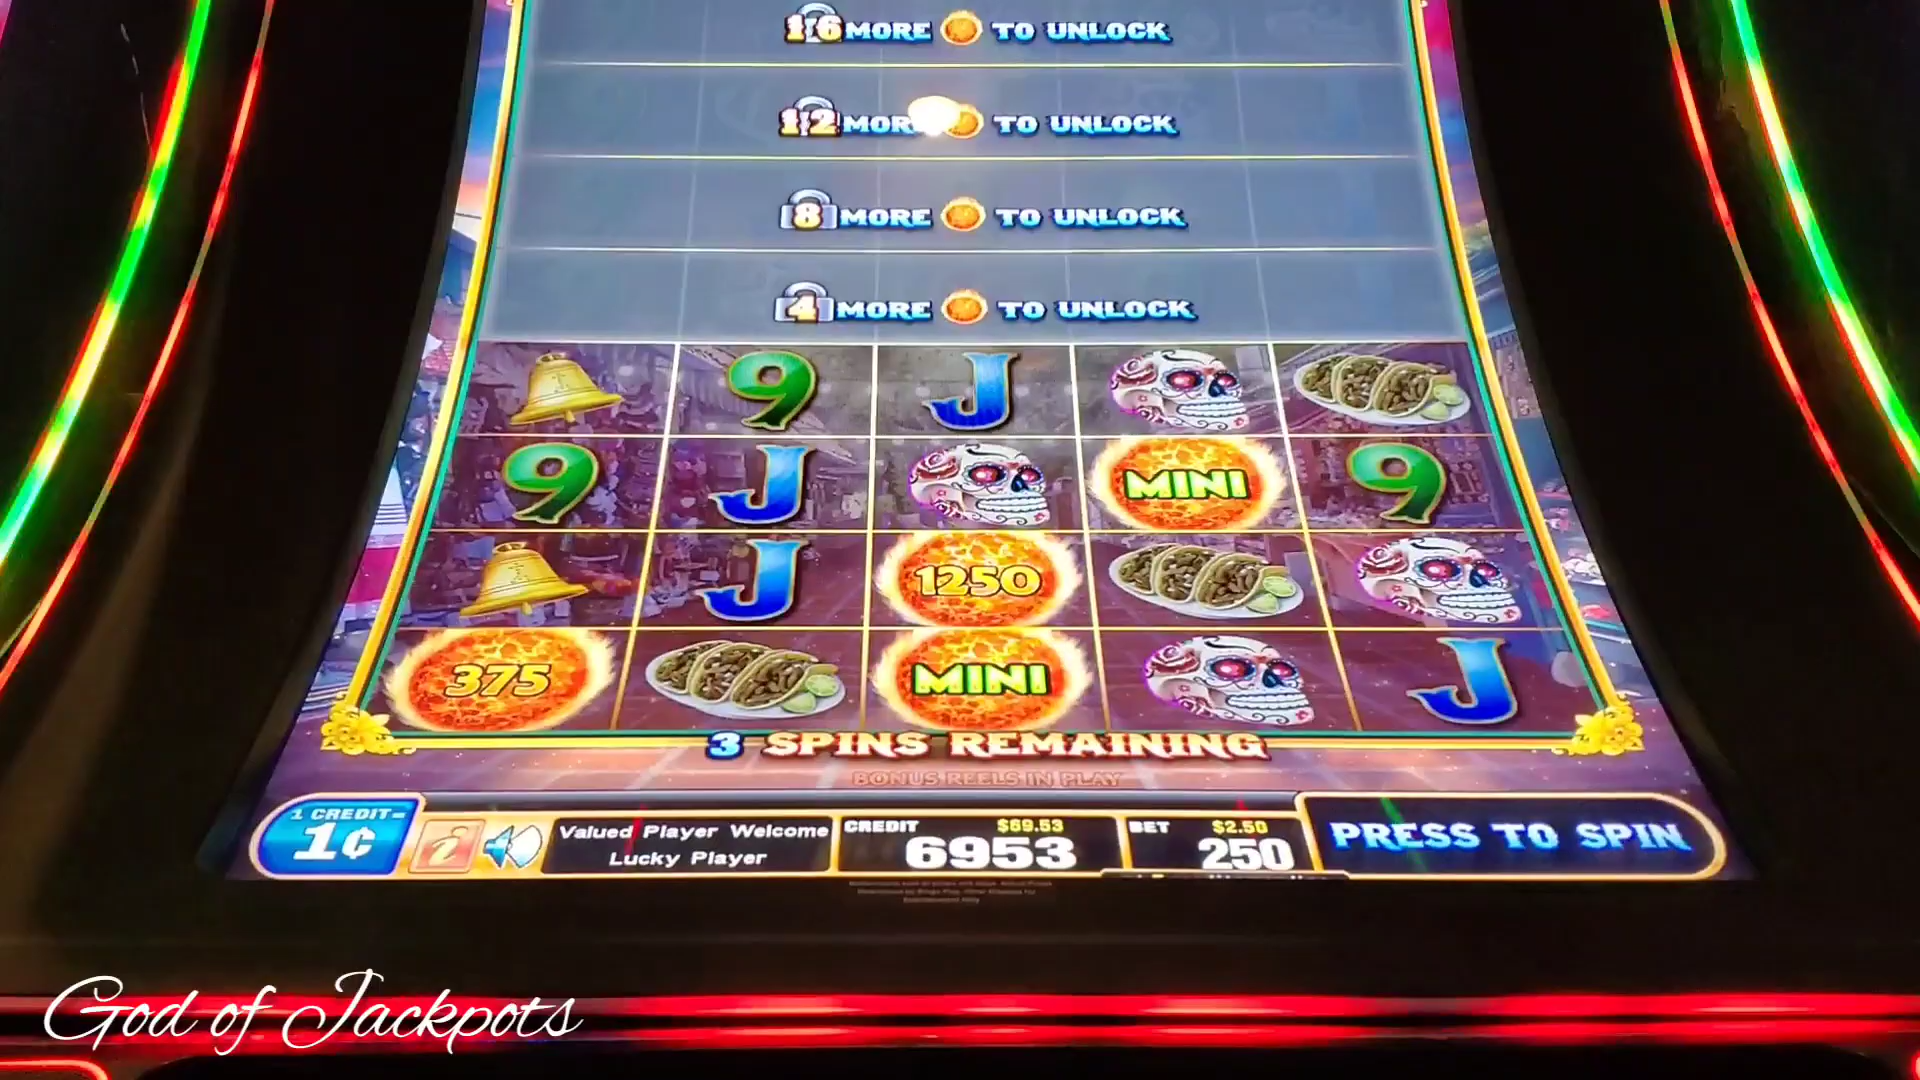 16 MORE TO UNLOCK
12 MORE TO UNLOCK
8 MORE TO UNLOCK
4 MORE TO UNLOCK
9 J
9 J MINI 9
J 1250
375 MINI J
3 SPINS REMAINING
BONUS REELS IN PLAY
1 CREDIT=
1¢
i
Valued Player Welcome
Lucky Player
CREDIT $69.53
6953
BET $2.50
250
PRESS TO SPIN
God of Jackpots